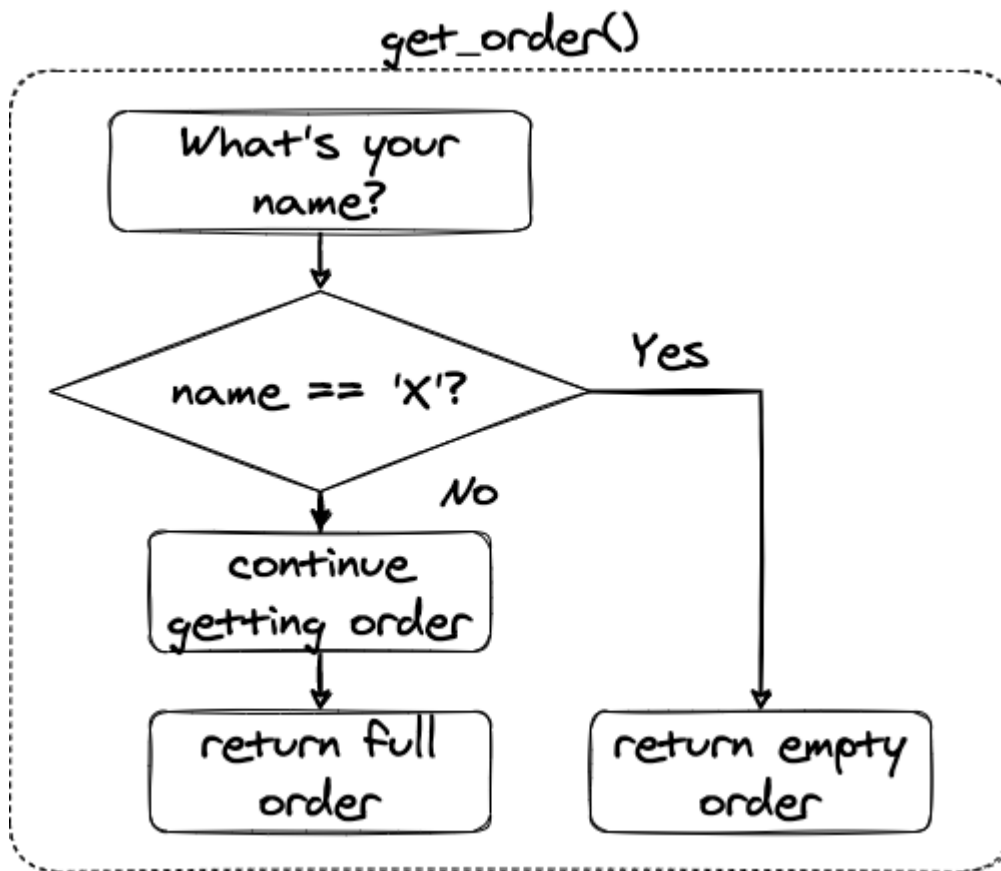 get_order()
What's your
name?
name == 'X'?
Yes
No
continue
getting order
return full
order
return empty
order